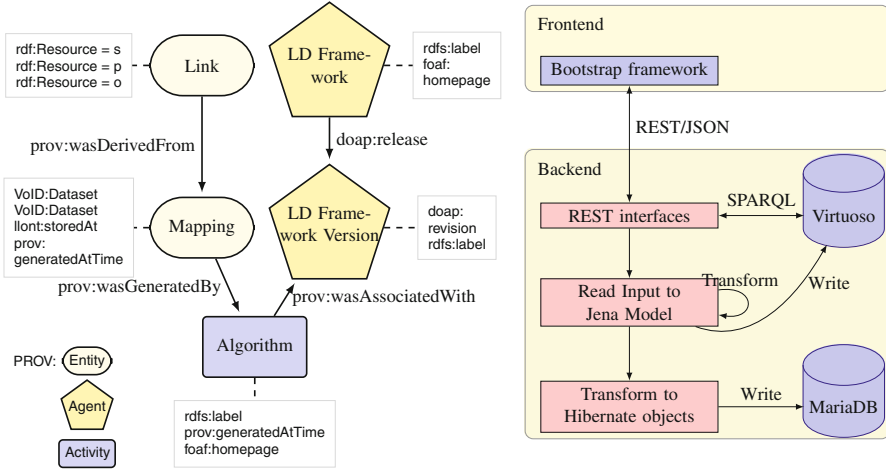 rdf:Resource = s
rdf:Resource = p
rdf:Resource = o
Link
LD Frame-
work
rdfs:label
foaf:
homepage
prov:wasDerivedFrom
doap:release
VoID:Dataset
VoID:Dataset
llont:storedAt
prov:
generatedAtTime
Mapping
LD Frame-
work Version
doap:
revision
rdfs:label
prov:wasGeneratedBy
prov:wasAssociatedWith
Algorithm
PROV:
Entity
Agent
Activity
rdfs:label
prov:generatedAtTime
foaf:homepage
Frontend
Bootstrap framework
REST/JSON
Backend
REST interfaces
SPARQL
Virtuoso
Read Input to
Jena Model
Transform
Write
Transform to
Hibernate objects
Write
MariaDB